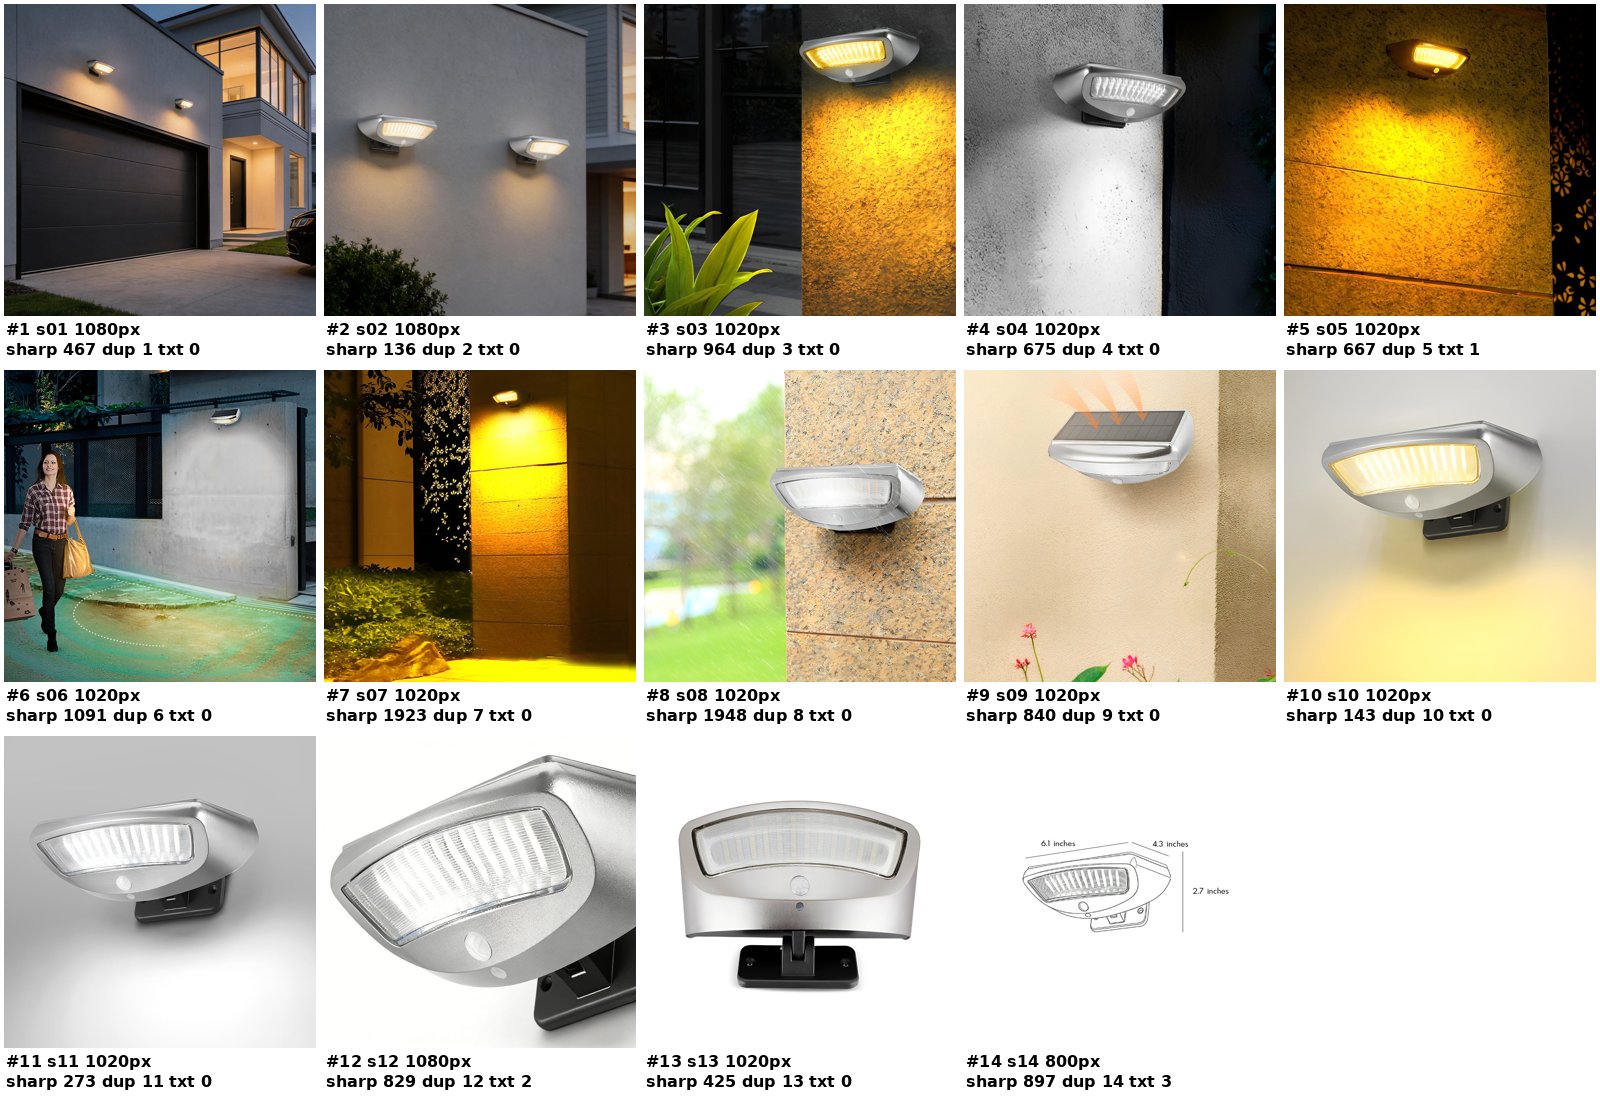 #1 s01 1080px
sharp 467 dup 1 txt 0
#2 s02 1080px
sharp 136 dup 2 txt 0
#3 s03 1020px
sharp 964 dup 3 txt 0
#4 s04 1020px
sharp 675 dup 4 txt 0
#5 s05 1020px
sharp 667 dup 5 txt 1
#6 s06 1020px
sharp 1091 dup 6 txt 0
#7 s07 1020px
sharp 1923 dup 7 txt 0
#8 s08 1020px
sharp 1948 dup 8 txt 0
#9 s09 1020px
sharp 840 dup 9 txt 0
#10 s10 1020px
sharp 143 dup 10 txt 0
6.1 inches
4.3 inches
2.7 inches
#11 s11 1020px
sharp 273 dup 11 txt 0
#12 s12 1080px
sharp 829 dup 12 txt 2
#13 s13 1020px
sharp 425 dup 13 txt 0
#14 s14 800px
sharp 897 dup 14 txt 3